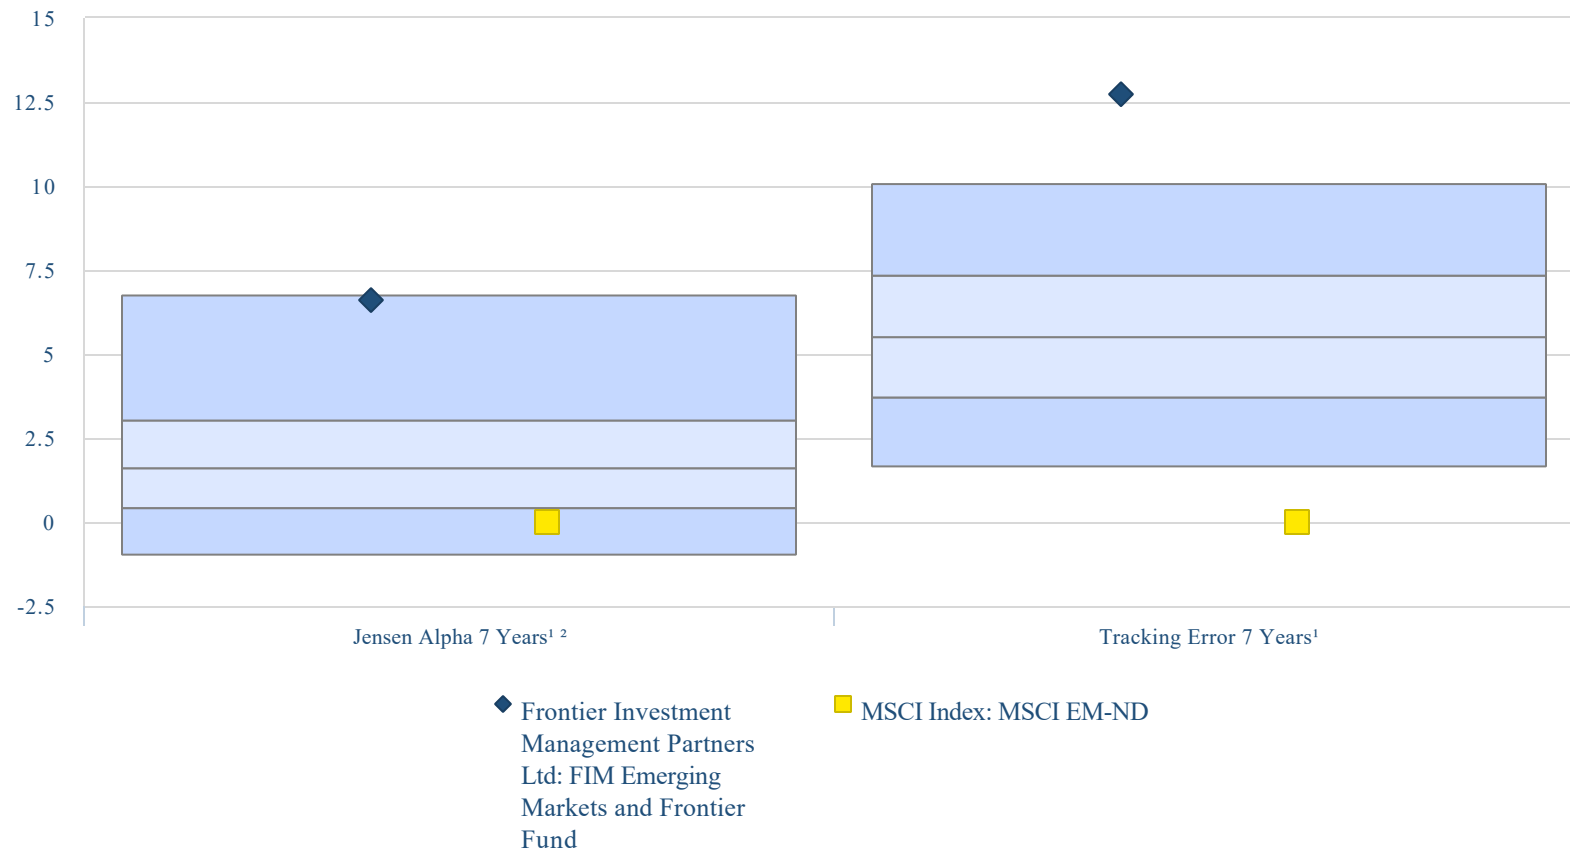 15
12.5
10
7.5
5
2.5
0
-2.5
Jensen Alpha 7 Years¹ ²
Tracking Error 7 Years¹
Frontier Investment
Management Partners
Ltd: FIM Emerging
Markets and Frontier
Fund
MSCI Index: MSCI EM-ND